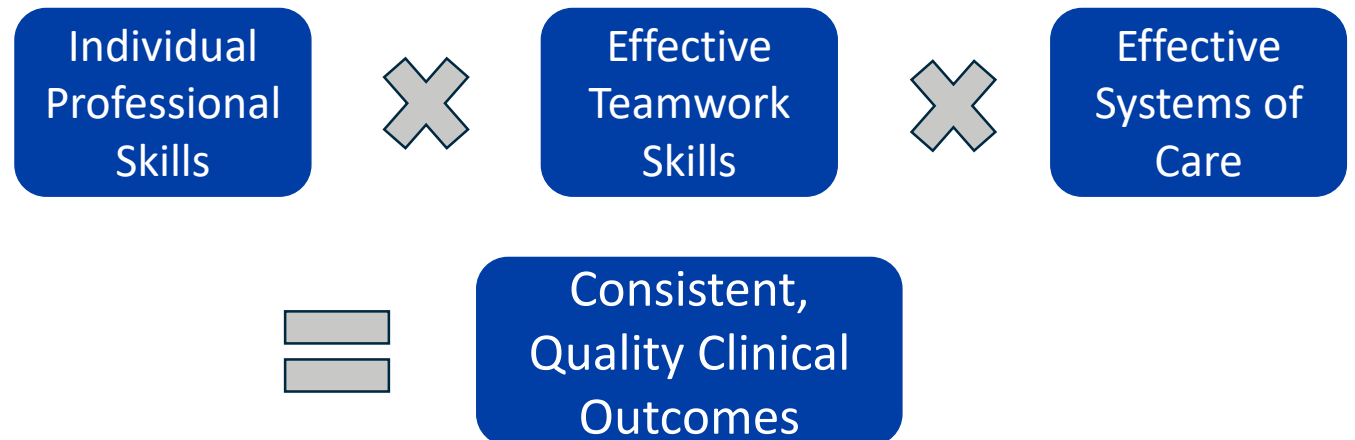 Individual
Professional
Skills
Effective
Teamwork
Skills
Effective
Systems of
Care
Consistent,
Quality Clinical
Outcomes